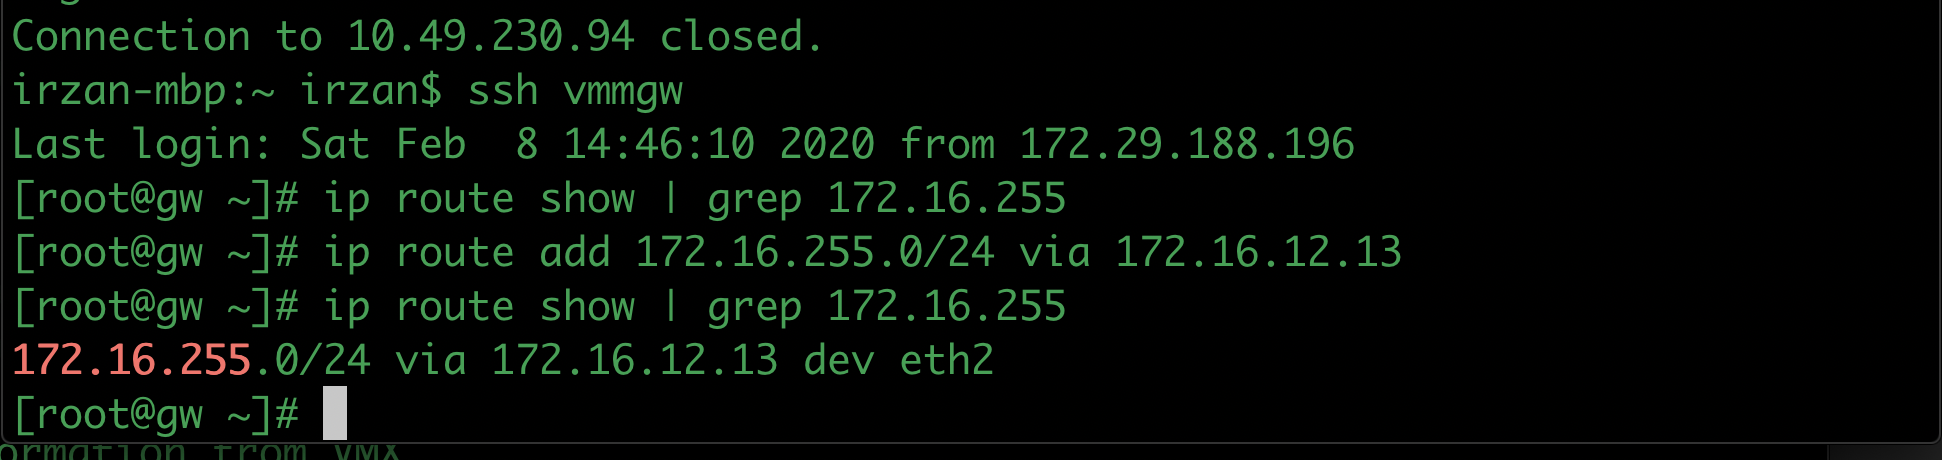 Connection to 10.49.230.94 closed.
irzan-mbp:~ irzan$ ssh vmmgw
Last login: Sat Feb  8 14:46:10 2020 from 172.29.188.196
[root@gw ~]# ip route show | grep 172.16.255
[root@gw ~]# ip route add 172.16.255.0/24 via 172.16.12.13
[root@gw ~]# ip route show | grep 172.16.255
172.16.255.0/24 via 172.16.12.13 dev eth2
[root@gw ~]#
ormation from VMX